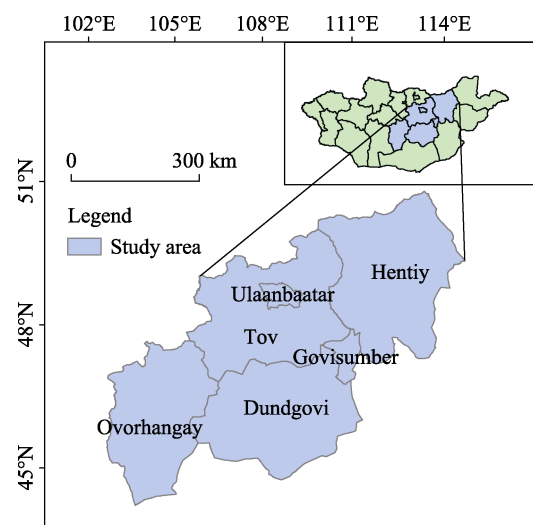 102°E 105°E 108°E 111°E 114°E
0 300 km
51°N
Legend
Study area
Hentiy
Ulaanbaatar
48°N
Tov
Govisumber
Dundgovi
Ovorhangay
45°N